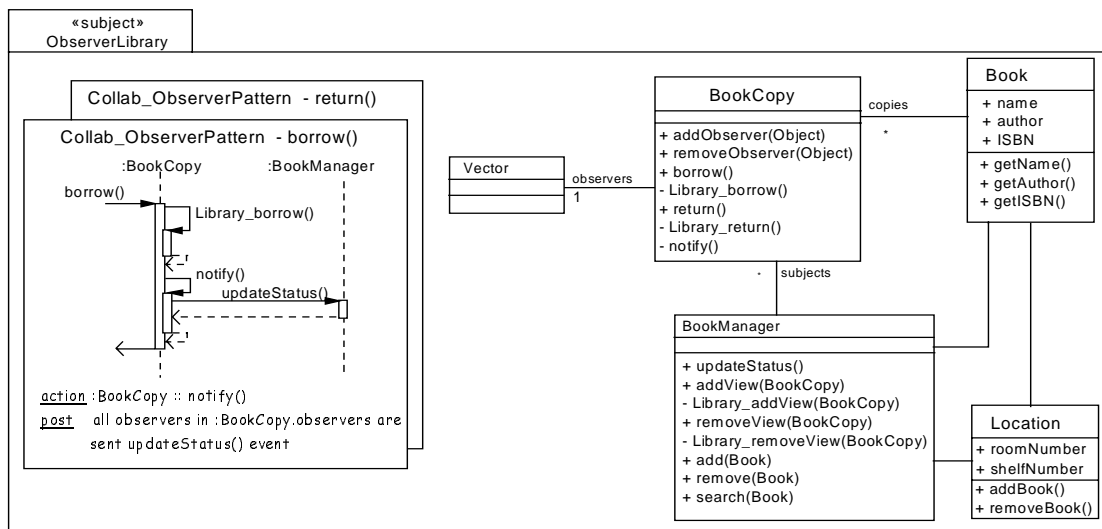 «subject»
ObserverLibrary
Collab_ObserverPattern - return()
Collab_ObserverPattern - borrow()
:BookCopy :BookManager
borrow()
Library_borrow()
notify()
updateStatus()
action :BookCopy :: notify()
post all observers in :BookCopy.observers are
sent updateStatus() event
Vector
observers
1
BookCopy
+ addObserver(Object)
+ removeObserver(Object)
+ borrow()
- Library_borrow()
+ return()
- Library_return()
- notify()
copies
*
Book
+ name
+ author
+ ISBN
+ getName()
+ getAuthor()
+ getISBN()
* subjects
BookManager
+ updateStatus()
+ addView(BookCopy)
- Library_addView(BookCopy)
+ removeView(BookCopy)
- Library_removeView(BookCopy)
+ add(Book)
+ remove(Book)
+ search(Book)
Location
+ roomNumber
+ shelfNumber
+ addBook()
+ removeBook()